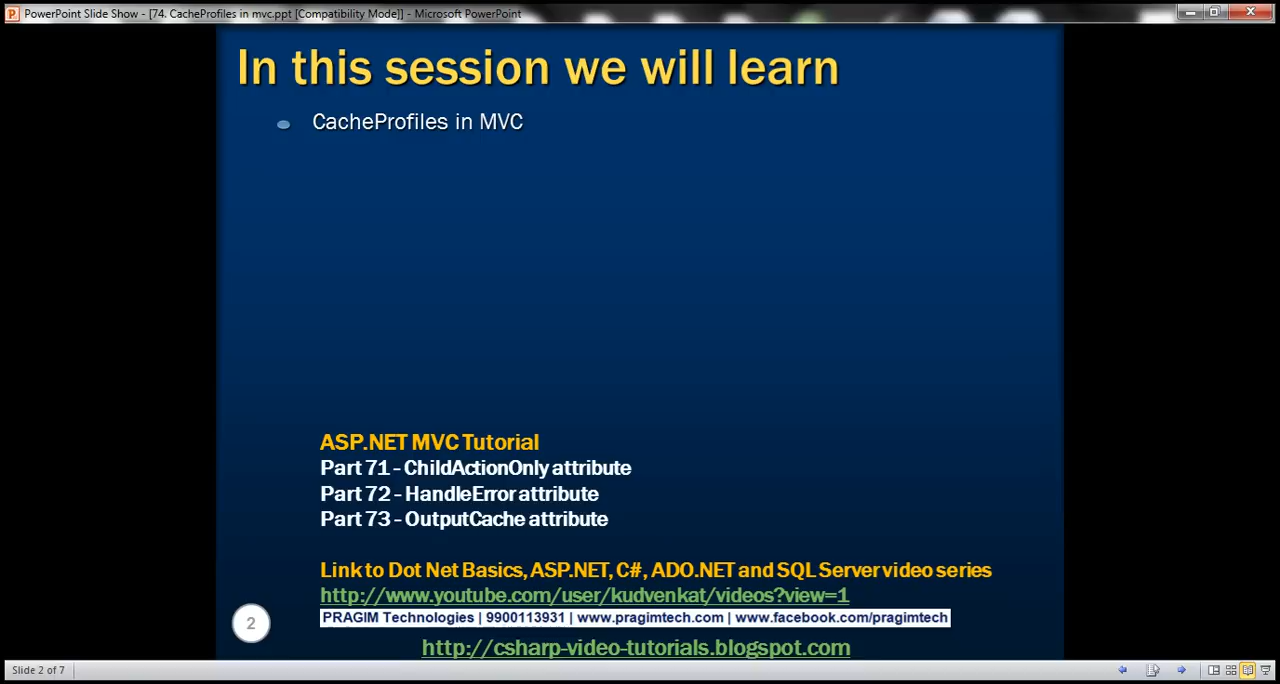 PowerPoint Slide Show - [74. CacheProfiles in mvc.ppt [Compatibility Mode]] - Microsoft PowerPoint
In this session we will learn
CacheProfiles in MVC
ASP.NET MVC Tutorial
Part 71 - ChildActionOnly attribute
Part 72 - HandleError attribute
Part 73 - OutputCache attribute
Link to Dot Net Basics, ASP.NET, C#, ADO.NET and SQL Server video series
http://www.youtube.com/user/kudvenkat/videos?view=1
PRAGIM Technologies | 9900113931 | www.pragimtech.com | www.facebook.com/pragimtech
2
http://csharp-video-tutorials.blogspot.com
Slide 2 of 7